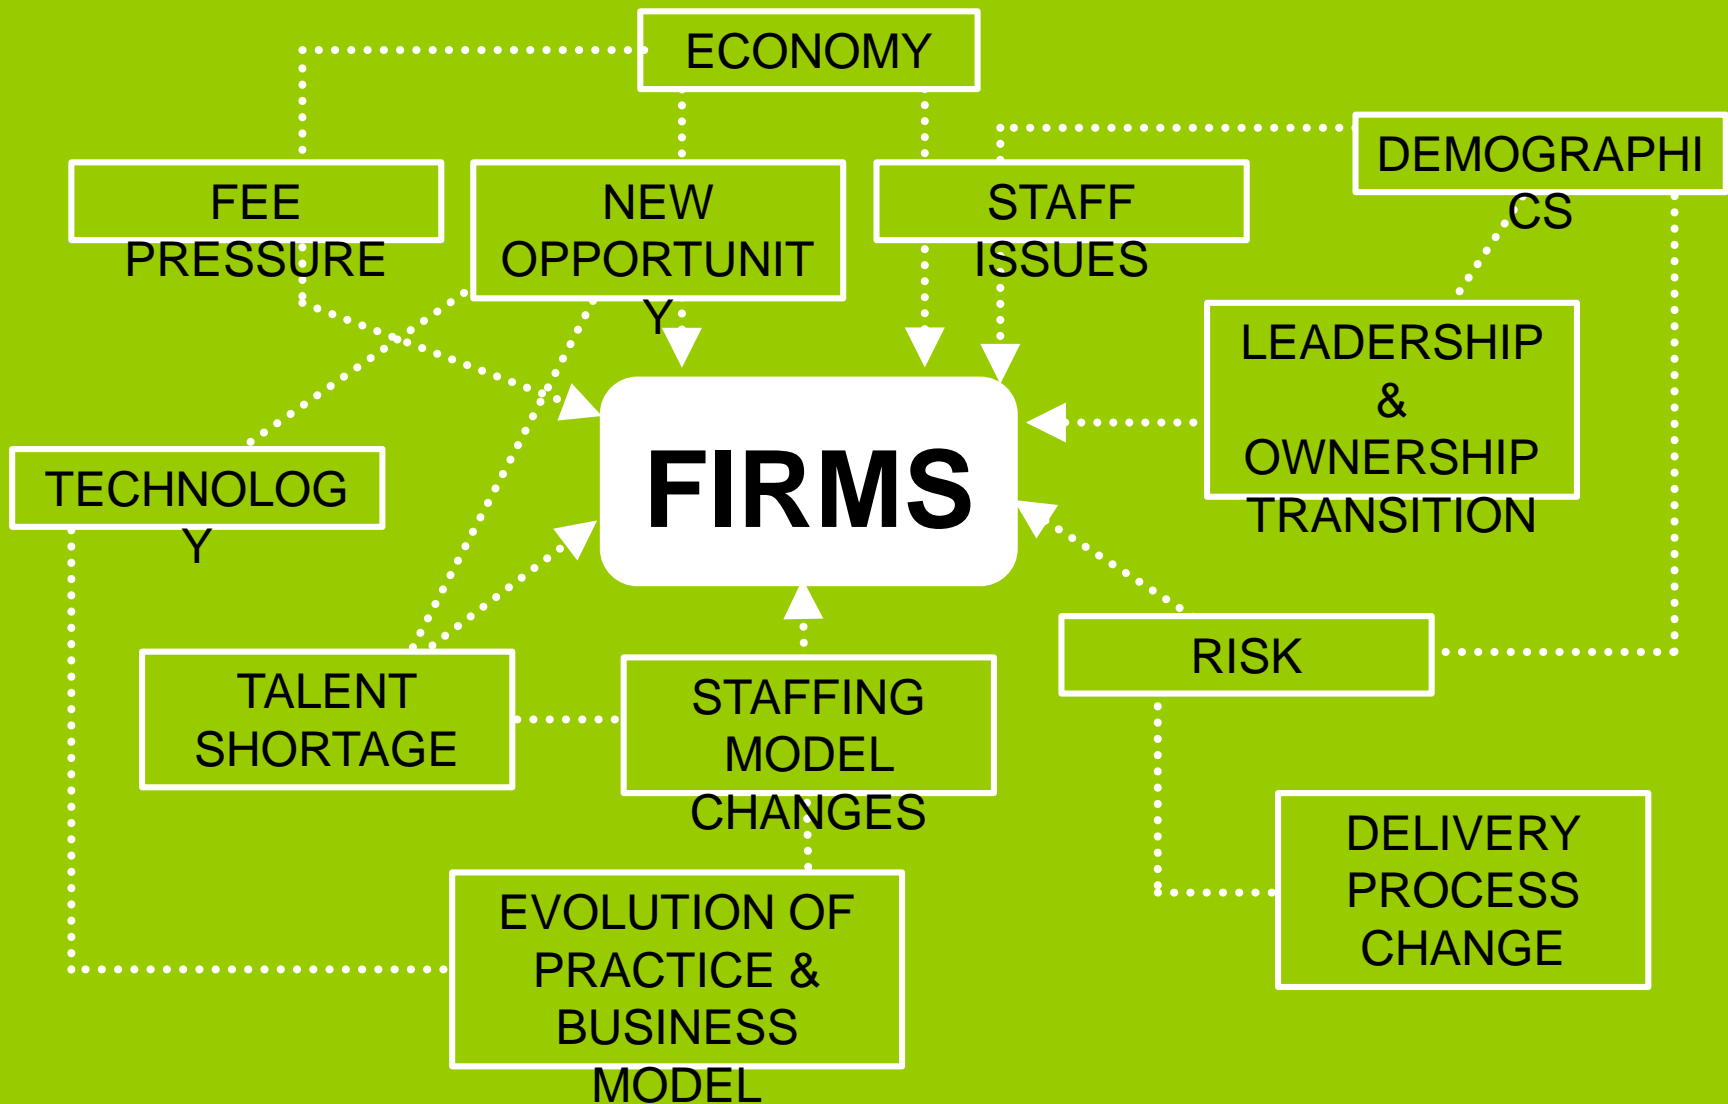 ECONOMY
DEMOGRAPHI
CS
FEE
PRESSURE
NEW
OPPORTUNIT
Y
STAFF
ISSUES
LEADERSHIP
&
OWNERSHIP
TRANSITION
FIRMS
TECHNOLOG
Y
TALENT
SHORTAGE
STAFFING
MODEL
CHANGES
RISK
DELIVERY
PROCESS
CHANGE
EVOLUTION OF
PRACTICE &
BUSINESS
MODEL